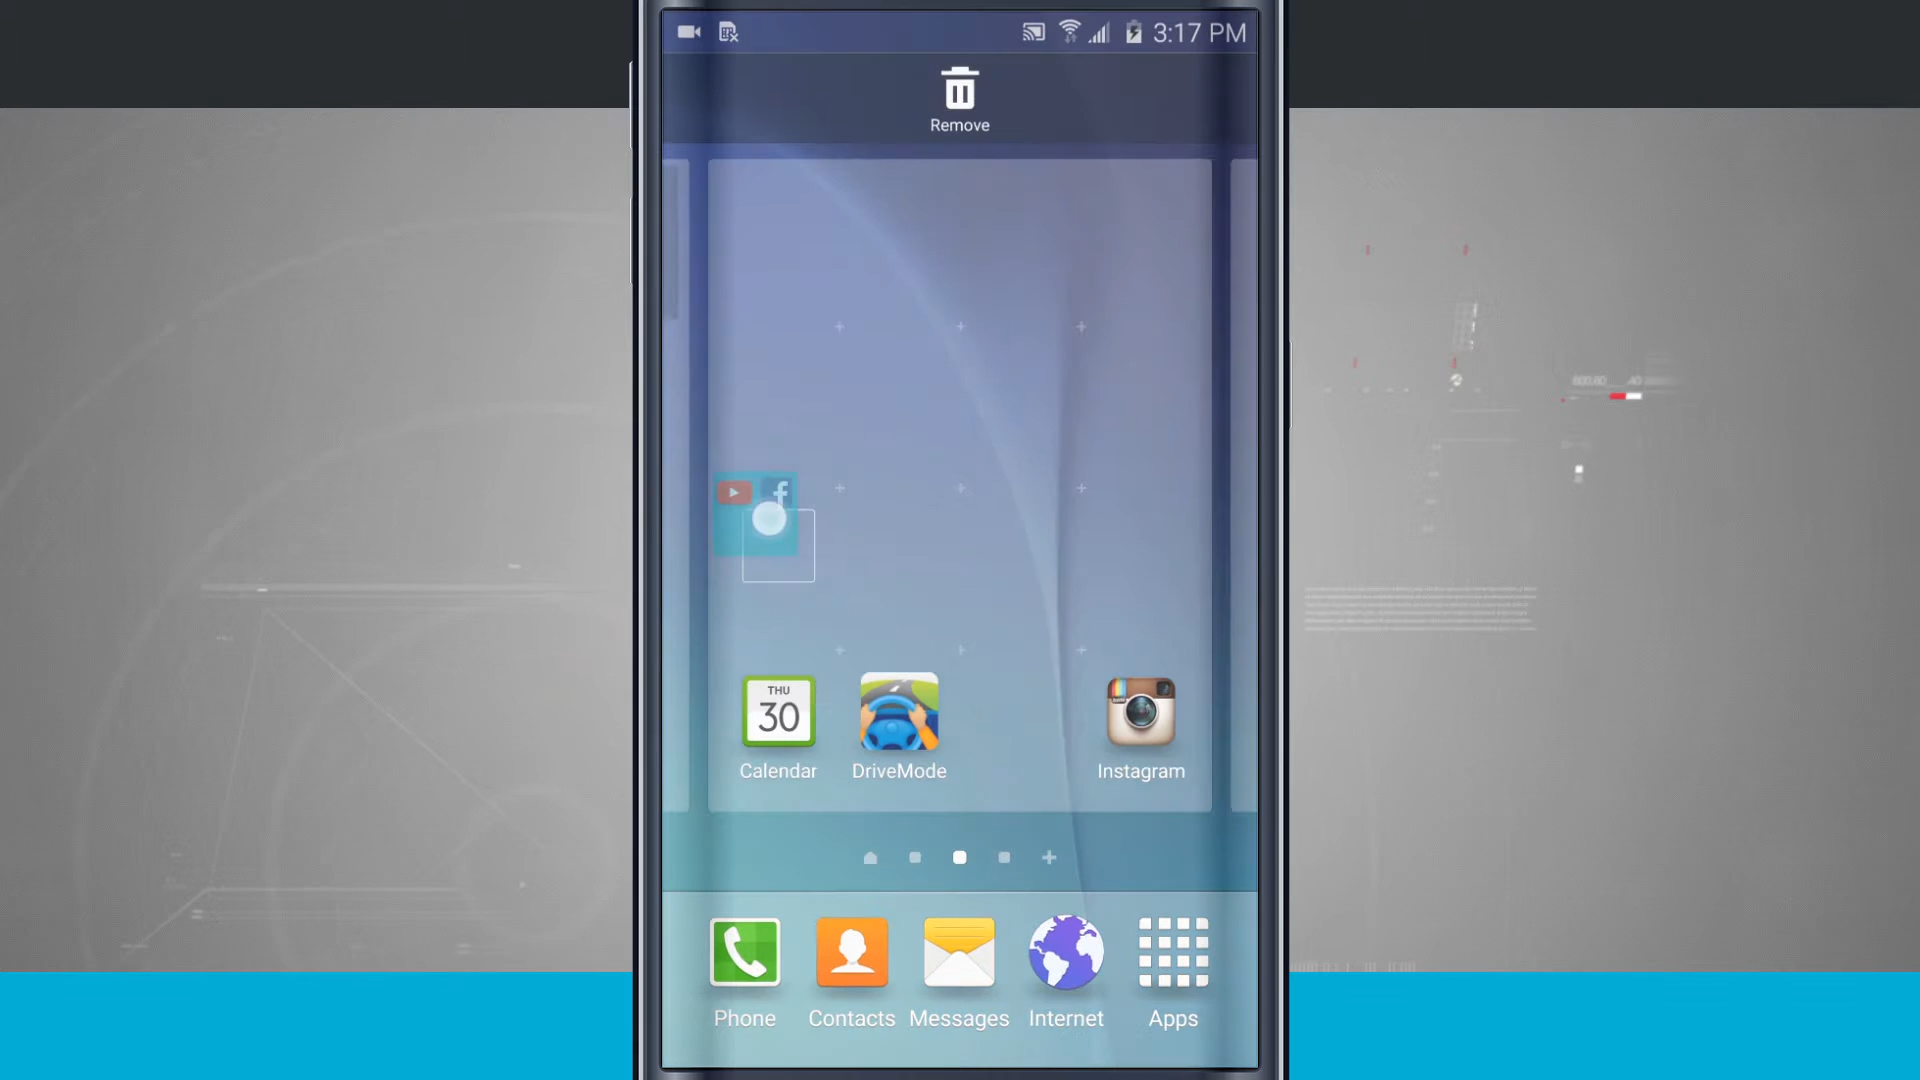 3:17 PM
Remove
THU
30
Calendar
DriveMode
Instagram
Phone
Contacts
Messages
Internet
Apps